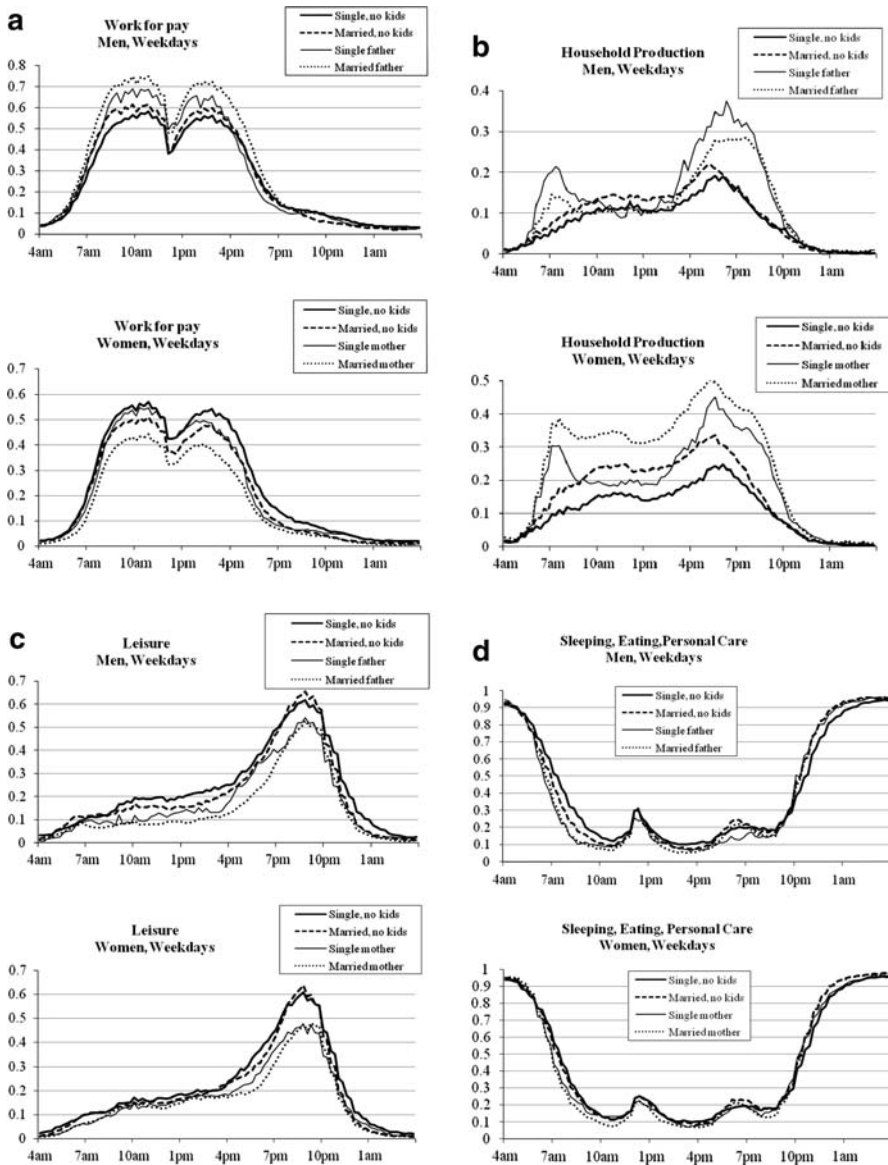 a
Work for pay
Men, Weekdays
Single, no kids
Married, no kids
Single father
Married father
0.8
0.7
0.6
0.5
0.4
0.3
0.2
0.1
0
4am 7am 10am 1pm 4pm 7pm 10pm 1am
Work for pay
Women, Weekdays
Single, no kids
Married, no kids
Single mother
Married mother
0.7
0.6
0.5
0.4
0.3
0.2
0.1
0
4am 7am 10am 1pm 4pm 7pm 10pm 1am
b
Household Production
Men, Weekdays
Single, no kids
Married, no kids
Single father
Married father
0.4
0.3
0.2
0.1
0
4am 7am 10am 1pm 4pm 7pm 10pm 1am
Household Production
Women, Weekdays
Single, no kids
Married, no kids
Single mother
Married mother
0.5
0.4
0.3
0.2
0.1
0
4am 7am 10am 1pm 4pm 7pm 10pm 1am
c
Leisure
Men, Weekdays
Single, no kids
Married, no kids
Single father
Married father
0.7
0.6
0.5
0.4
0.3
0.2
0.1
0
4am 7am 10am 1pm 4pm 7pm 10pm 1am
Leisure
Women, Weekdays
Single, no kids
Married, no kids
Single mother
Married mother
0.7
0.6
0.5
0.4
0.3
0.2
0.1
0
4am 7am 10am 1pm 4pm 7pm 10pm 1am
d
Sleeping, Eating,Personal Care
Men, Weekdays
Single, no kids
Married, no kids
Single father
Married father
1
0.9
0.8
0.7
0.6
0.5
0.4
0.3
0.2
0.1
0
4am 7am 10am 1pm 4pm 7pm 10pm 1am
Sleeping, Eating, Personal Care
Women, Weekdays
Single, no kids
Married, no kids
Single mother
Married mother
1
0.9
0.8
0.7
0.6
0.5
0.4
0.3
0.2
0.1
0
4am 7am 10am 1pm 4pm 7pm 10pm 1am